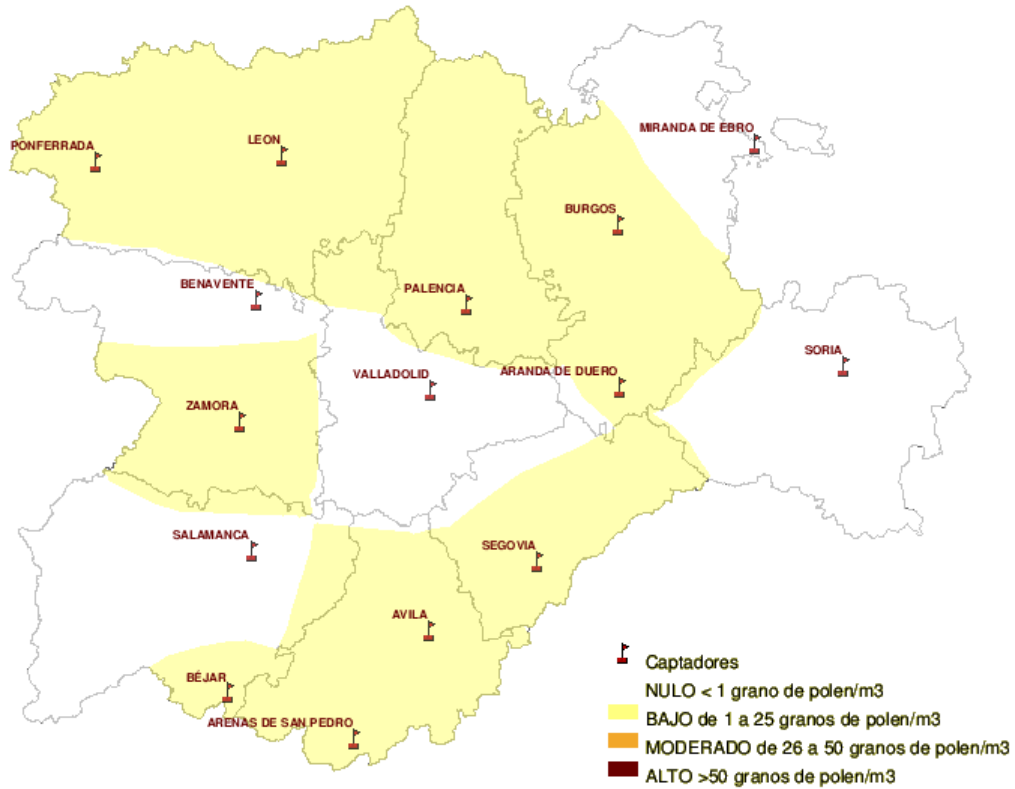 MIRANDA DE EBRO
PONFERRADA
LEON
BURGOS
BENAVENTE
PALENCIA
SORIA
VALLADOLID
ARANDA DE DUERO
ZAMORA
SALAMANCA
SEGOVIA
AVILA
BÉJAR
ARENAS DE SAN PEDRO
Captadores
NULO < 1 grano de polen/m3
BAJO de 1 a 25 granos de polen/m3
MODERADO de 26 a 50 granos de polen/m3
ALTO >50 granos de polen/m3